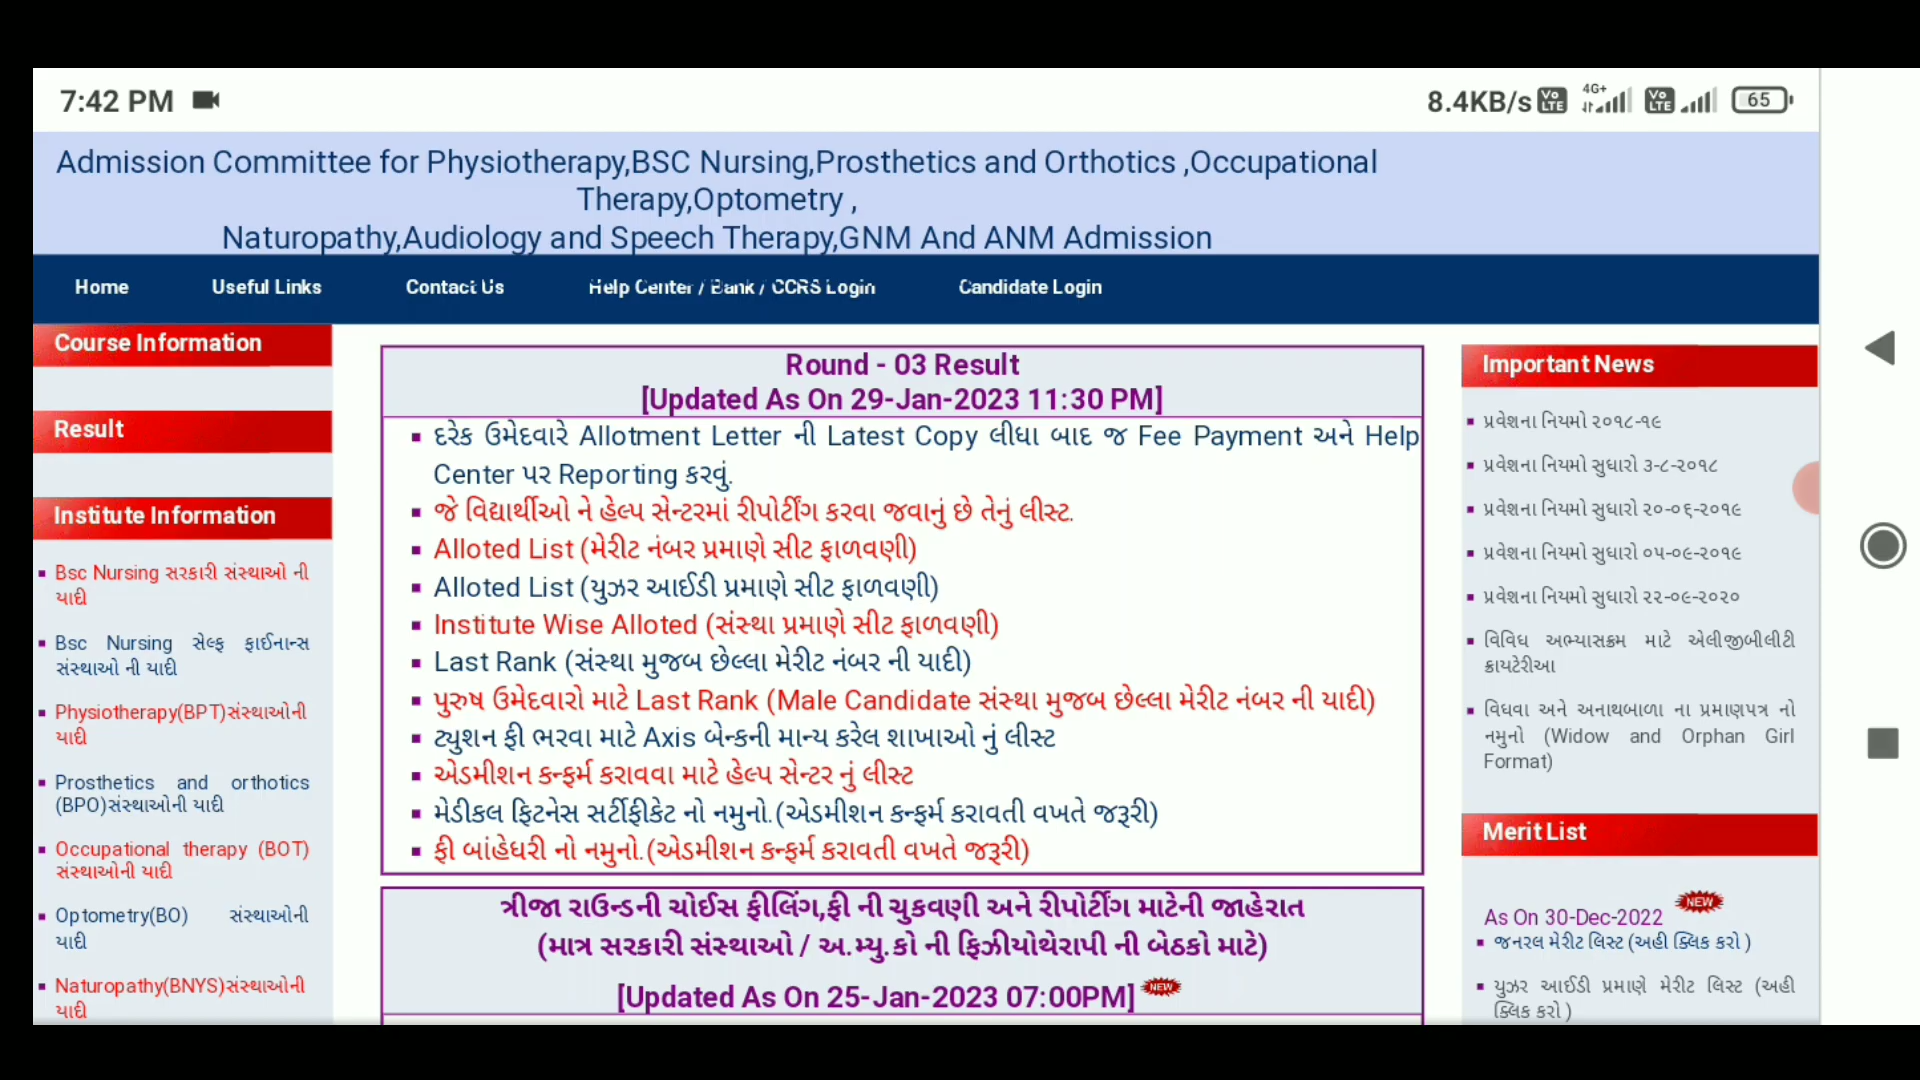 7:42 PM
8.4KB/s Vo LTE 4G+ Vo LTE 65
Admission Committee for Physiotherapy,BSC Nursing,Prosthetics and Orthotics ,Occupational
Therapy,Optometry ,
Naturopathy,Audiology and Speech Therapy,GNM And ANM Admission
Home Useful Links Contact Us Help Center / Bank / CCRS Login Candidate Login
Course Information
Result
Institute Information
Bsc Nursing સરકારી સંસ્થાઓ ની
યાદી
Bsc Nursing સેલ્ફ ફાઈનાન્સ
સંસ્થાઓ ની યાદી
Physiotherapy(BPT)સંસ્થાઓની
યાદી
Prosthetics and orthotics
(BPO)સંસ્થાઓની યાદી
Occupational therapy (BOT)
સંસ્થાઓની યાદી
Optometry(BO) સંસ્થાઓની
યાદી
Naturopathy(BNYS)સંસ્થાઓની
યાદી
Round - 03 Result
[Updated As On 29-Jan-2023 11:30 PM]
દરેક ઉમેદવારે Allotment Letter ની Latest Copy લીધા બાદ જ Fee Payment અને Help
Center પર Reporting કરવું.
જે વિદ્યાર્થીઓ ને હેલ્પ સેન્ટરમાં રીપોર્ટીંગ કરવા જવાનું છે તેનું લીસ્ટ.
Alloted List (મેરીટ નંબર પ્રમાણે સીટ ફાળવણી)
Alloted List (યુઝર આઈડી પ્રમાણે સીટ ફાળવણી)
Institute Wise Alloted (સંસ્થા પ્રમાણે સીટ ફાળવણી)
Last Rank (સંસ્થા મુજબ છેલ્લા મેરીટ નંબર ની યાદી)
પુરુષ ઉમેદવારો માટે Last Rank (Male Candidate સંસ્થા મુજબ છેલ્લા મેરીટ નંબર ની યાદી)
ટ્યુશન ફી ભરવા માટે Axis બેન્કની માન્ય કરેલ શાખાઓ નું લીસ્ટ
એડમીશન કન્ફર્મ કરાવવા માટે હેલ્પ સેન્ટર નું લીસ્ટ
મેડીકલ ફિટનેસ સર્ટીફીકેટ નો નમુનો.(એડમીશન કન્ફર્મ કરાવતી વખતે જરૂરી)
ફી બાંહેધરી નો નમુનો.(એડમીશન કન્ફર્મ કરાવતી વખતે જરૂરી)
ત્રીજા રાઉન્ડની ચોઈસ ફીલિંગ,ફી ની ચુકવણી અને રીપોર્ટીંગ માટેની જાહેરાત
(માત્ર સરકારી સંસ્થાઓ / અ.મ્યુ.કો ની ફિઝીયોથેરાપી ની બેઠકો માટે)
[Updated As On 25-Jan-2023 07:00PM] NEW
Important News
પ્રવેશના નિયમો ૨૦૧૮-૧૯
પ્રવેશના નિયમો સુધારો ૩-૮-૨૦૧૮
પ્રવેશના નિયમો સુધારો ૨૦-૦૬-૨૦૧૯
પ્રવેશના નિયમો સુધારો ૦૫-૦૯-૨૦૧૯
પ્રવેશના નિયમો સુધારો ૨૨-૦૯-૨૦૨૦
વિવિધ અભ્યાસક્રમ માટે એલીજીબીલીટી
ક્રાયટેરીઆ
વિધવા અને અનાથબાળા ના પ્રમાણપત્ર નો
નમુનો (Widow and Orphan Girl
Format)
Merit List
As On 30-Dec-2022 NEW
જનરલ મેરીટ લિસ્ટ (અહી ક્લિક કરો )
યુઝર આઈડી પ્રમાણે મેરીટ લિસ્ટ (અહી
ક્લિક કરો )